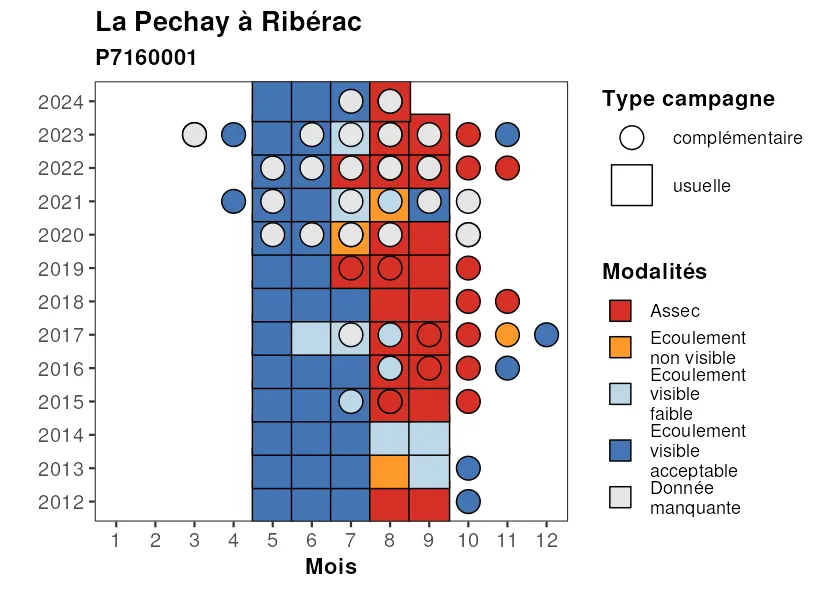 La Pechay à Ribérac
P7160001
2024
2023
2022
2021
2020
2019
2018
2017
2016
2015
2014
2013
2012
1 2 3 4 5 6 7 8 9 10 11 12
Mois
Type campagne
complémentaire
usuelle
Modalités
Assec
Ecoulement
non visible
Ecoulement
visible
faible
Ecoulement
visible
acceptable
Donnée
manquante